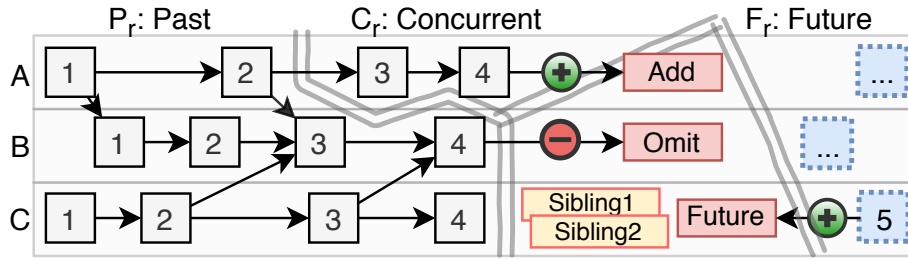 Pr: Past Cr: Concurrent Fr: Future
A 1 2 3 4 + Add ...
B 1 2 3 4 − Omit ...
C 1 2 3 4 Sibling1 Sibling2 Future + 5